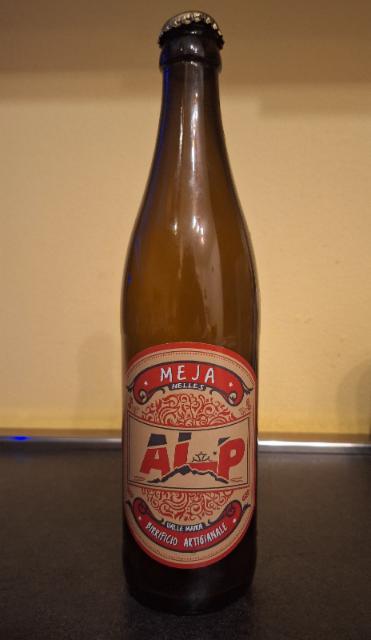 MEJA
HELLES
ALP
VALLE MAIRA
BIRRIFICIO ARTIGIANALE